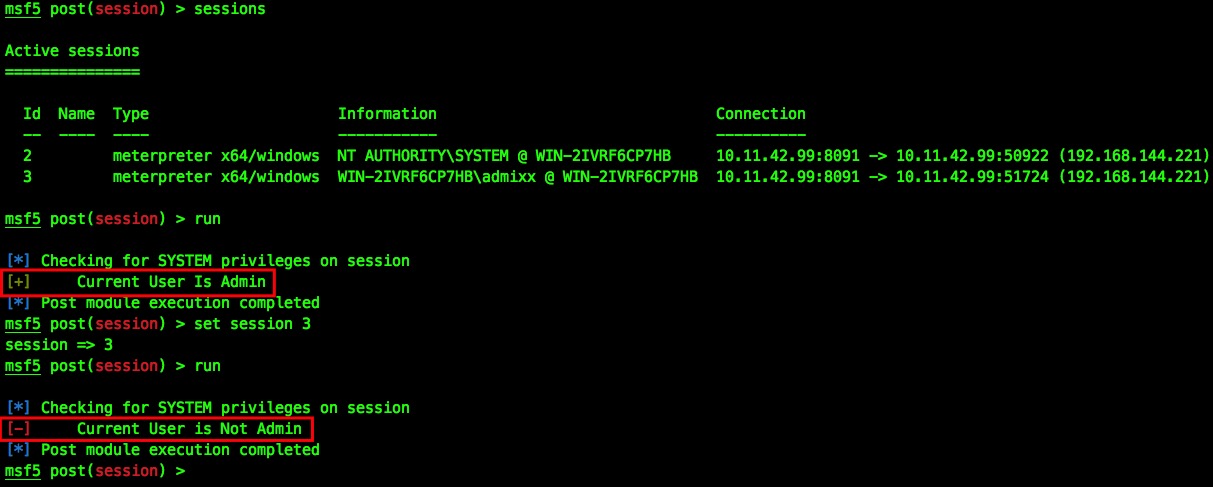 msf5 post(session) > sessions
Active sessions
===============
Id Name Type Information Connection
-- ---- ---- ----------- ----------
2 meterpreter x64/windows NT AUTHORITY\SYSTEM @ WIN-2IVRF6CP7HB 10.11.42.99:8091 -> 10.11.42.99:50922 (192.168.144.221)
3 meterpreter x64/windows WIN-2IVRF6CP7HB\admixx @ WIN-2IVRF6CP7HB 10.11.42.99:8091 -> 10.11.42.99:51724 (192.168.144.221)
msf5 post(session) > run
[*] Checking for SYSTEM privileges on session
[+] Current User Is Admin
[*] Post module execution completed
msf5 post(session) > set session 3
session => 3
msf5 post(session) > run
[*] Checking for SYSTEM privileges on session
[-] Current User is Not Admin
[*] Post module execution completed
msf5 post(session) >